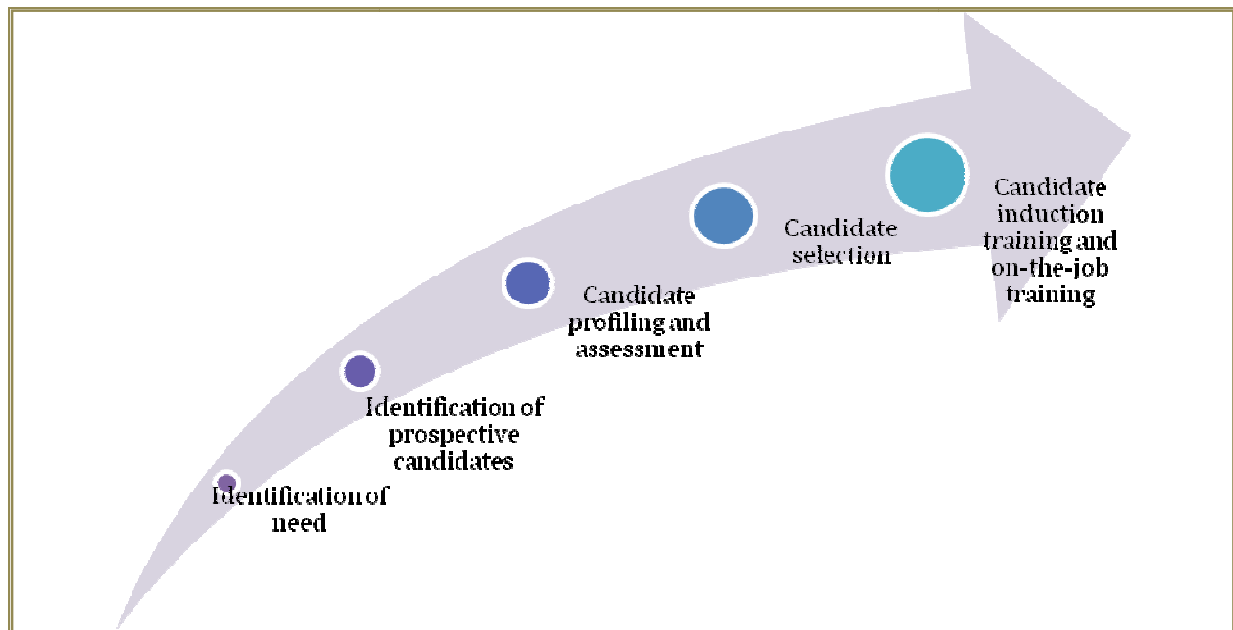 Identification of
need
Identification of
prospective
candidates
Candidate
profiling and
assessment
Candidate
selection
Candidate
induction
training and
on-the-job
training